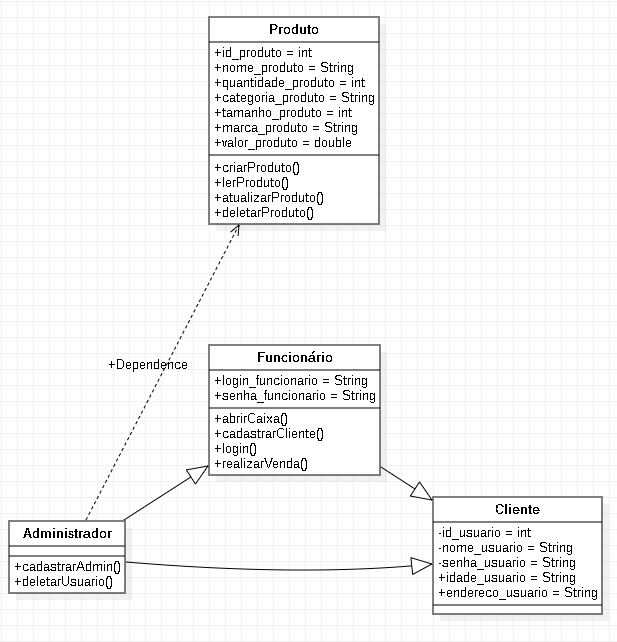 Produto
+id_produto = int
+nome_produto = String
+quantidade_produto = int
+categoria_produto = String
+tamanho_produto = int
+marca_produto = String
+valor_produto = double
+criarProduto()
+lerProduto()
+atualizarProduto()
+deletarProduto()
+Dependence
Funcionário
+login_funcionario = String
+senha_funcionario = String
+abrirCaixa()
+cadastrarCliente()
+login()
+realizarVenda()
Administrador
+cadastrarAdmin()
+deletarUsuario()
Cliente
-id_usuario = int
-nome_usuario = String
-senha_usuario = String
+idade_usuario = String
+endereco_usuario = String